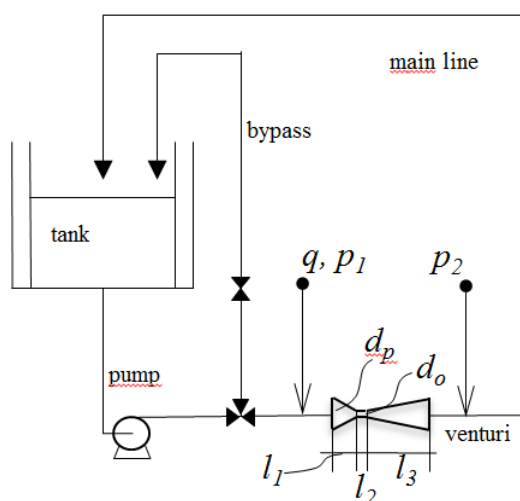 main line
bypass
tank
q, p1
p2
dp
do
pump
venturi
l1
l2
l3